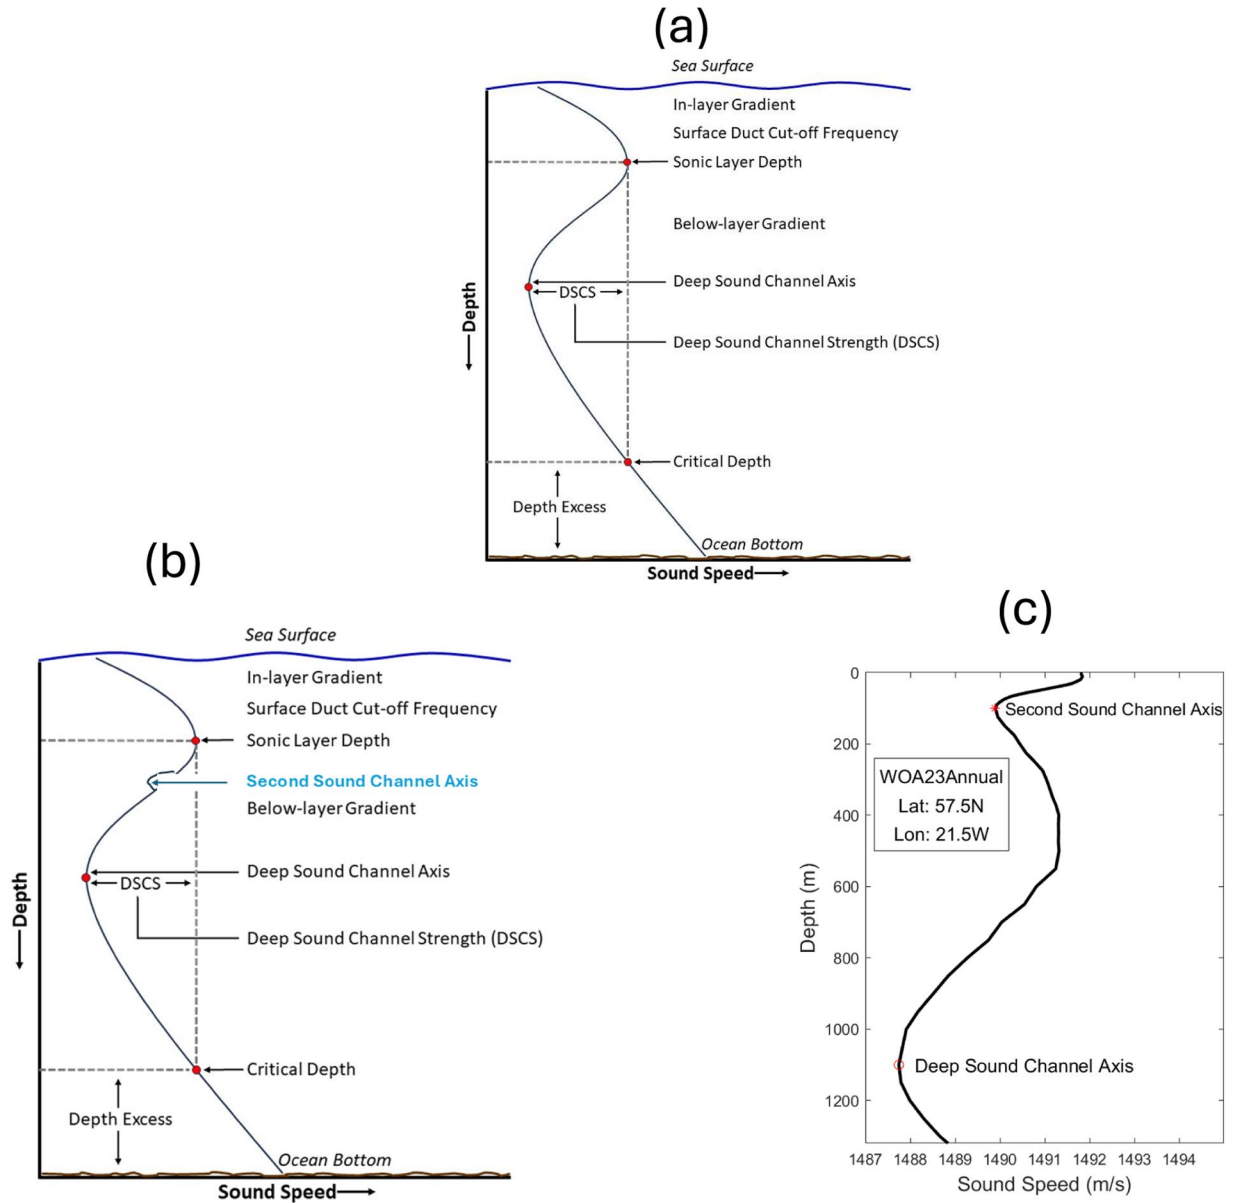 (a)
Sea Surface
In-layer Gradient
Surface Duct Cut-off Frequency
Sonic Layer Depth
Below-layer Gradient
Deep Sound Channel Axis
DSCS
Deep Sound Channel Strength (DSCS)
Depth
Critical Depth
Depth Excess
Ocean Bottom
Sound Speed
(b)
Sea Surface
In-layer Gradient
Surface Duct Cut-off Frequency
Sonic Layer Depth
Second Sound Channel Axis
Below-layer Gradient
Deep Sound Channel Axis
DSCS
Deep Sound Channel Strength (DSCS)
Depth
Critical Depth
Depth Excess
Ocean Bottom
Sound Speed
(c)
0
Second Sound Channel Axis
200
WOA23Annual
Lat: 57.5N
Lon: 21.5W
400
600
Depth (m)
800
1000
Deep Sound Channel Axis
1200
1487 1488 1489 1490 1491 1492 1493 1494
Sound Speed (m/s)